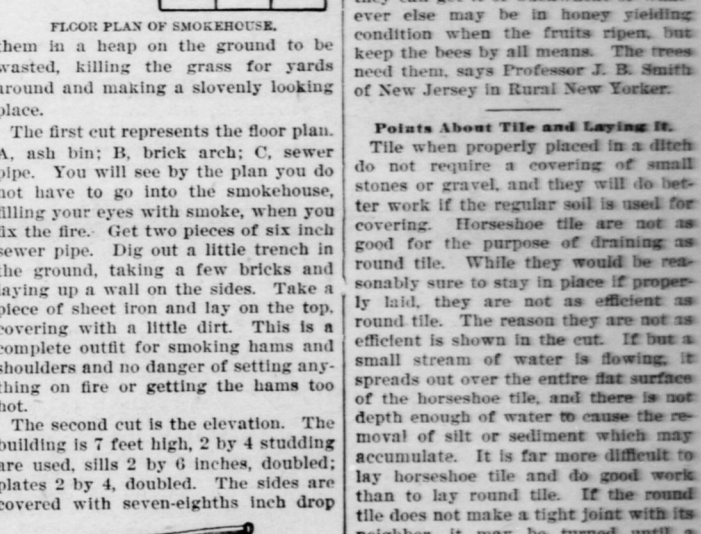 FLOOR PLAN OF SMOKEHOUSE.
them in a heap on the ground to be
wasted, killing the grass for yards
around and making a slovenly looking
place.
The first cut represents the floor plan.
A, ash bin; B, brick arch; C, sewer
pipe. You will see by the plan you do
not have to go into the smokehouse,
filling your eyes with smoke, when you
fix the fire. Get two pieces of six inch
sewer pipe. Dig out a little trench in
the ground, taking a few bricks and
laying up a wall on the sides. Take a
piece of sheet iron and lay on the top,
covering with a little dirt. This is a
complete outfit for smoking hams and
shoulders and no danger of setting any-
thing on fire or getting the hams too
hot.
The second cut is the elevation. The
building is 7 feet high, 2 by 4 studding
are used, sills 2 by 6 inches, doubled;
plates 2 by 4, doubled. The sides are
covered with seven-eighths inch drop
ever else may be in honey yielding
condition when the fruits ripen, but
keep the bees by all means. The trees
need them, says Professor J. B. Smith
of New Jersey in Rural New Yorker.
Points About Tile and Laying It.
Tile when properly placed in a ditch
do not require a covering of small
stones or gravel, and they will do bet-
ter work if the regular soil is used for
covering. Horseshoe tile are not as
good for the purpose of draining as
round tile. While they would be rea-
sonably sure to stay in place if proper-
ly laid, they are not as efficient as
round tile. The reason they are not as
efficient is shown in the cut. If but a
small stream of water is flowing, it
spreads out over the entire flat surface
of the horseshoe tile, and there is not
depth enough of water to cause the re-
moval of silt or sediment which may
accumulate. It is far more difficult to
lay horseshoe tile and do good work
than to lay round tile. If the round
tile does not make a tight joint with its
neighbor, it may be turned until a